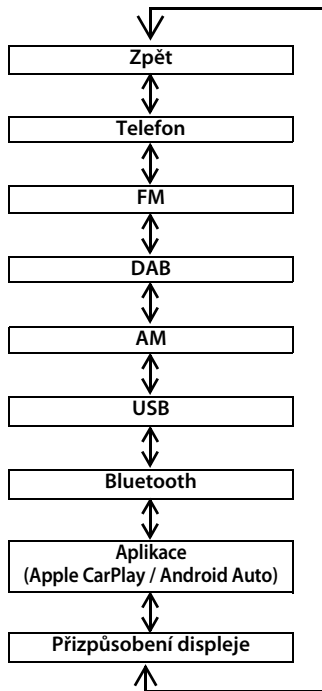 Zpět
Telefon
FM
DAB
AM
USB
Bluetooth
Aplikace
(Apple CarPlay / Android Auto)
Přizpůsobení displeje